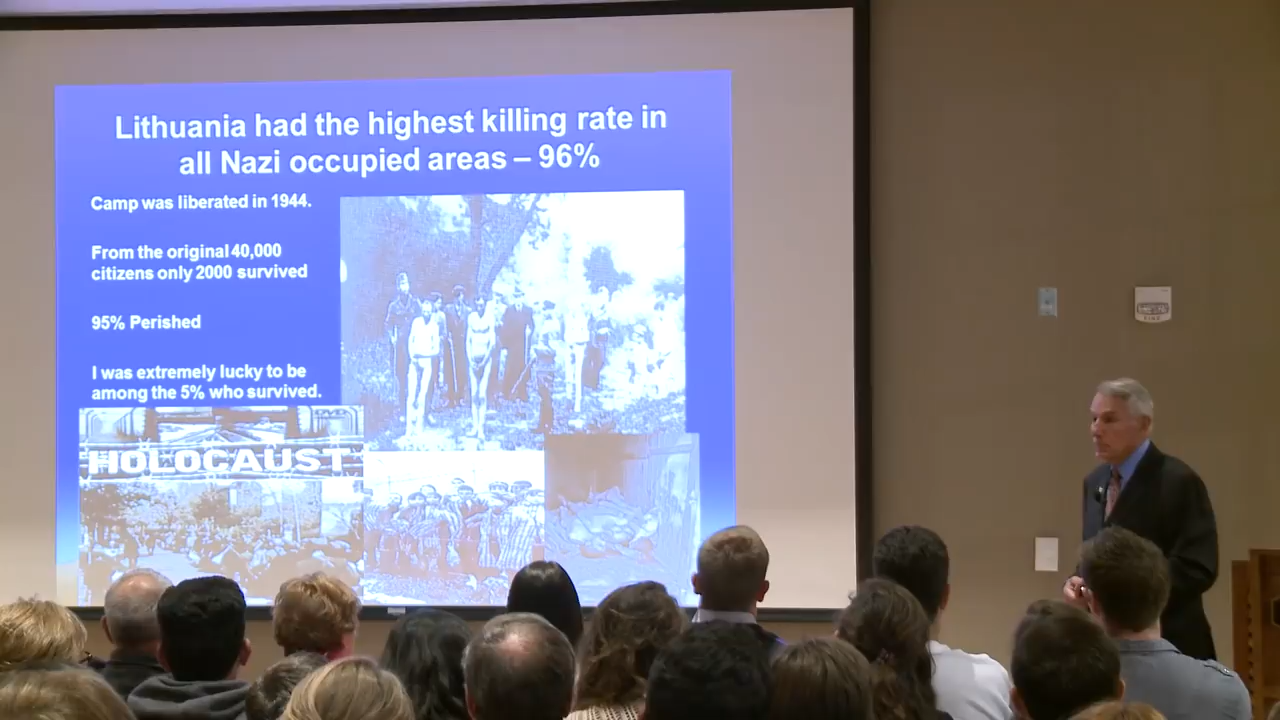 Lithuania had the highest killing rate in
all Nazi occupied areas – 96%
Camp was liberated in 1944.
From the original 40,000
citizens only 2000 survived
95% Perished
I was extremely lucky to be
among the 5% who survived.
HOLOCAUST